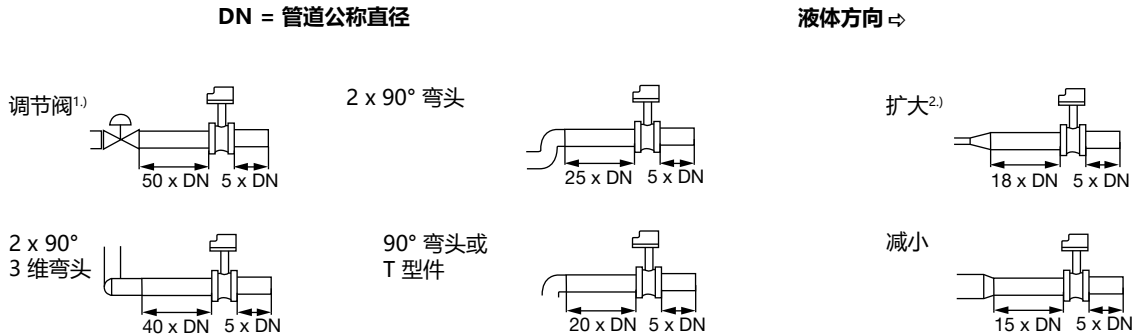 DN = 管道公称直径
液体方向 ⇨
调节阀1.)
50 x DN 5 x DN
2 x 90° 弯头
25 x DN 5 x DN
扩大2.)
18 x DN 5 x DN
2 x 90°
3 维弯头
40 x DN 5 x DN
90° 弯头或
T 型件
20 x DN 5 x DN
减小
15 x DN 5 x DN